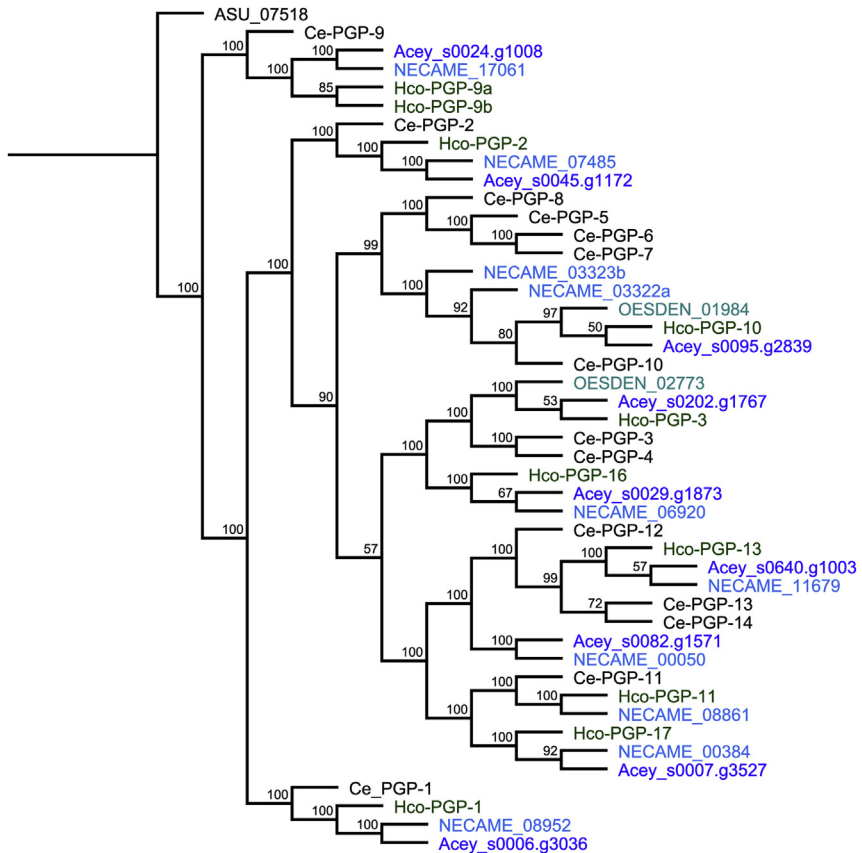 ASU_07518
Ce-PGP-9
100
100
Acey_s0024.g1008
100
NECAME_17061
85
Hco-PGP-9a
Hco-PGP-9b
Ce-PGP-2
100
Hco-PGP-2
100
NECAME_07485
100
Acey_s0045.g1172
Ce-PGP-8
100
Ce-PGP-5
100
Ce-PGP-6
100
Ce-PGP-7
99
100
NECAME_03323b
100
100
NECAME_03322a
92
OESDEN_01984
97
Hco-PGP-10
50
Acey_s0095.g2839
80
Ce-PGP-10
OESDEN_02773
100
Acey_s0202.g1767
53
90
Hco-PGP-3
100
Ce-PGP-3
100
100
Ce-PGP-4
Hco-PGP-16
100
Acey_s0029.g1873
67
NECAME_06920
Ce-PGP-12
100
100
57
Hco-PGP-13
100
Acey_s0640.g1003
57
NECAME_11679
99
Ce-PGP-13
72
100
Ce-PGP-14
Acey_s0082.g1571
100
NECAME_00050
100
Ce-PGP-11
100
Hco-PGP-11
100
NECAME_08861
100
Hco-PGP-17
100
NECAME_00384
92
Acey_s0007.g3527
Ce_PGP-1
100
Hco-PGP-1
100
NECAME_08952
100
Acey_s0006.g3036